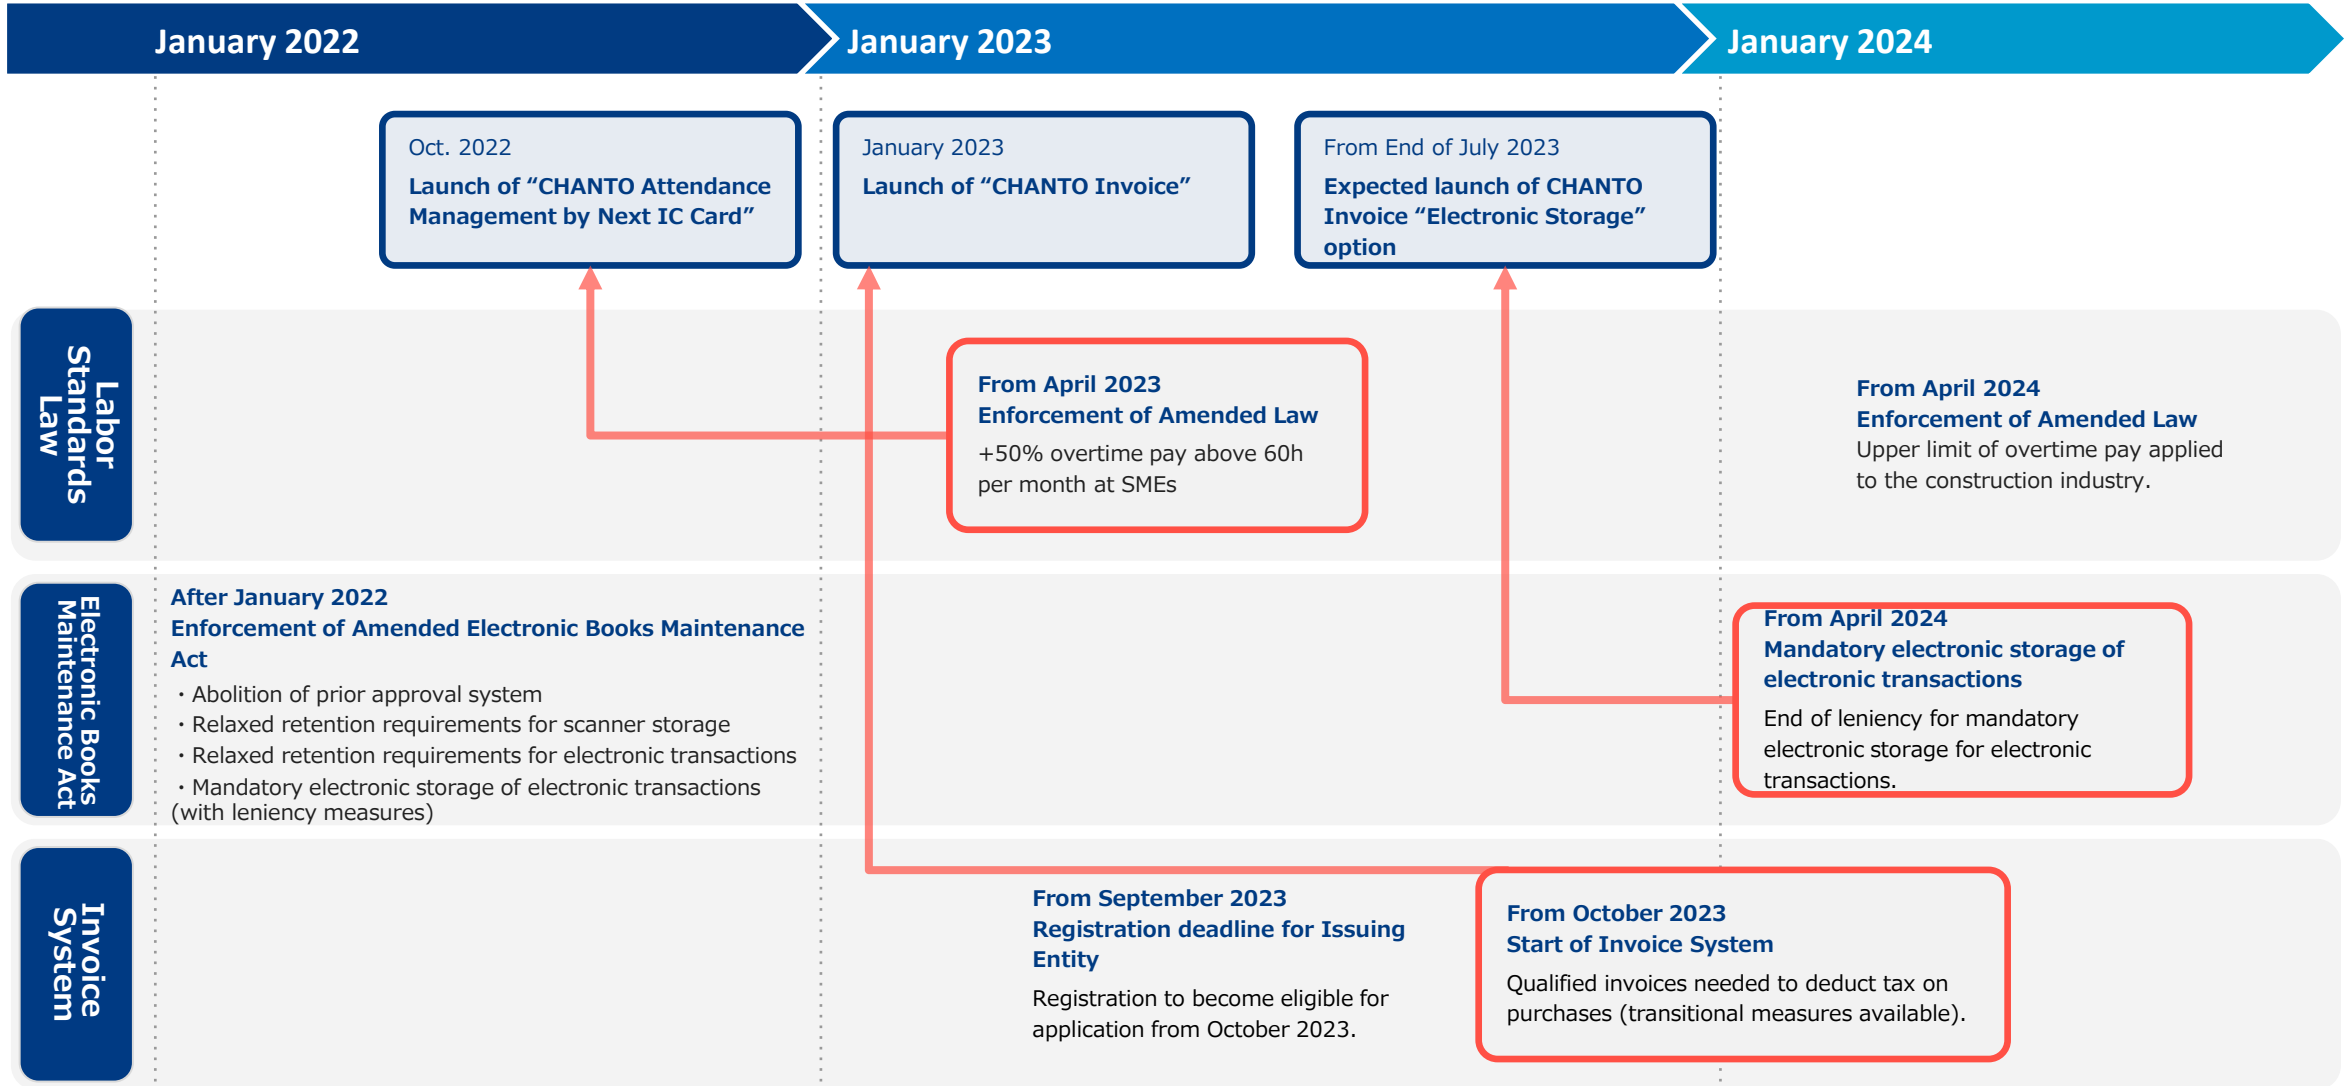 January 2022
January 2023
January 2024
Oct. 2022
Launch of “CHANTO Attendance
Management by Next IC Card”
January 2023
Launch of “CHANTO Invoice”
From End of July 2023
Expected launch of CHANTO
Invoice “Electronic Storage”
option
Labor
Standards
Law
From April 2023
Enforcement of Amended Law
+50% overtime pay above 60h
per month at SMEs
From April 2024
Enforcement of Amended Law
Upper limit of overtime pay applied
to the construction industry.
Electronic Books
Maintenance Act
After January 2022
Enforcement of Amended Electronic Books Maintenance
Act
・Abolition of prior approval system
・Relaxed retention requirements for scanner storage
・Relaxed retention requirements for electronic transactions
・Mandatory electronic storage of electronic transactions
(with leniency measures)
From April 2024
Mandatory electronic storage of
electronic transactions
End of leniency for mandatory
electronic storage for electronic
transactions.
Invoice
System
From September 2023
Registration deadline for Issuing
Entity
Registration to become eligible for
application from October 2023.
From October 2023
Start of Invoice System
Qualified invoices needed to deduct tax on
purchases (transitional measures available).